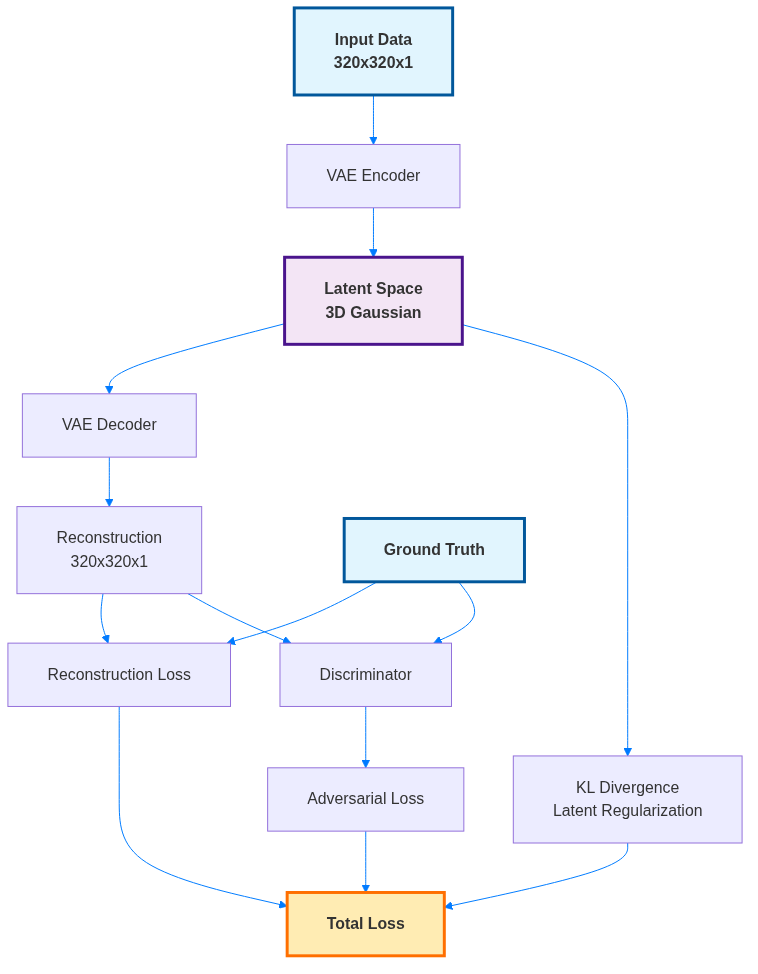 Input Data
320x320x1
VAE Encoder
Latent Space
3D Gaussian
VAE Decoder
Reconstruction
320x320x1
Ground Truth
Reconstruction Loss
Discriminator
KL Divergence
Latent Regularization
Adversarial Loss
Total Loss